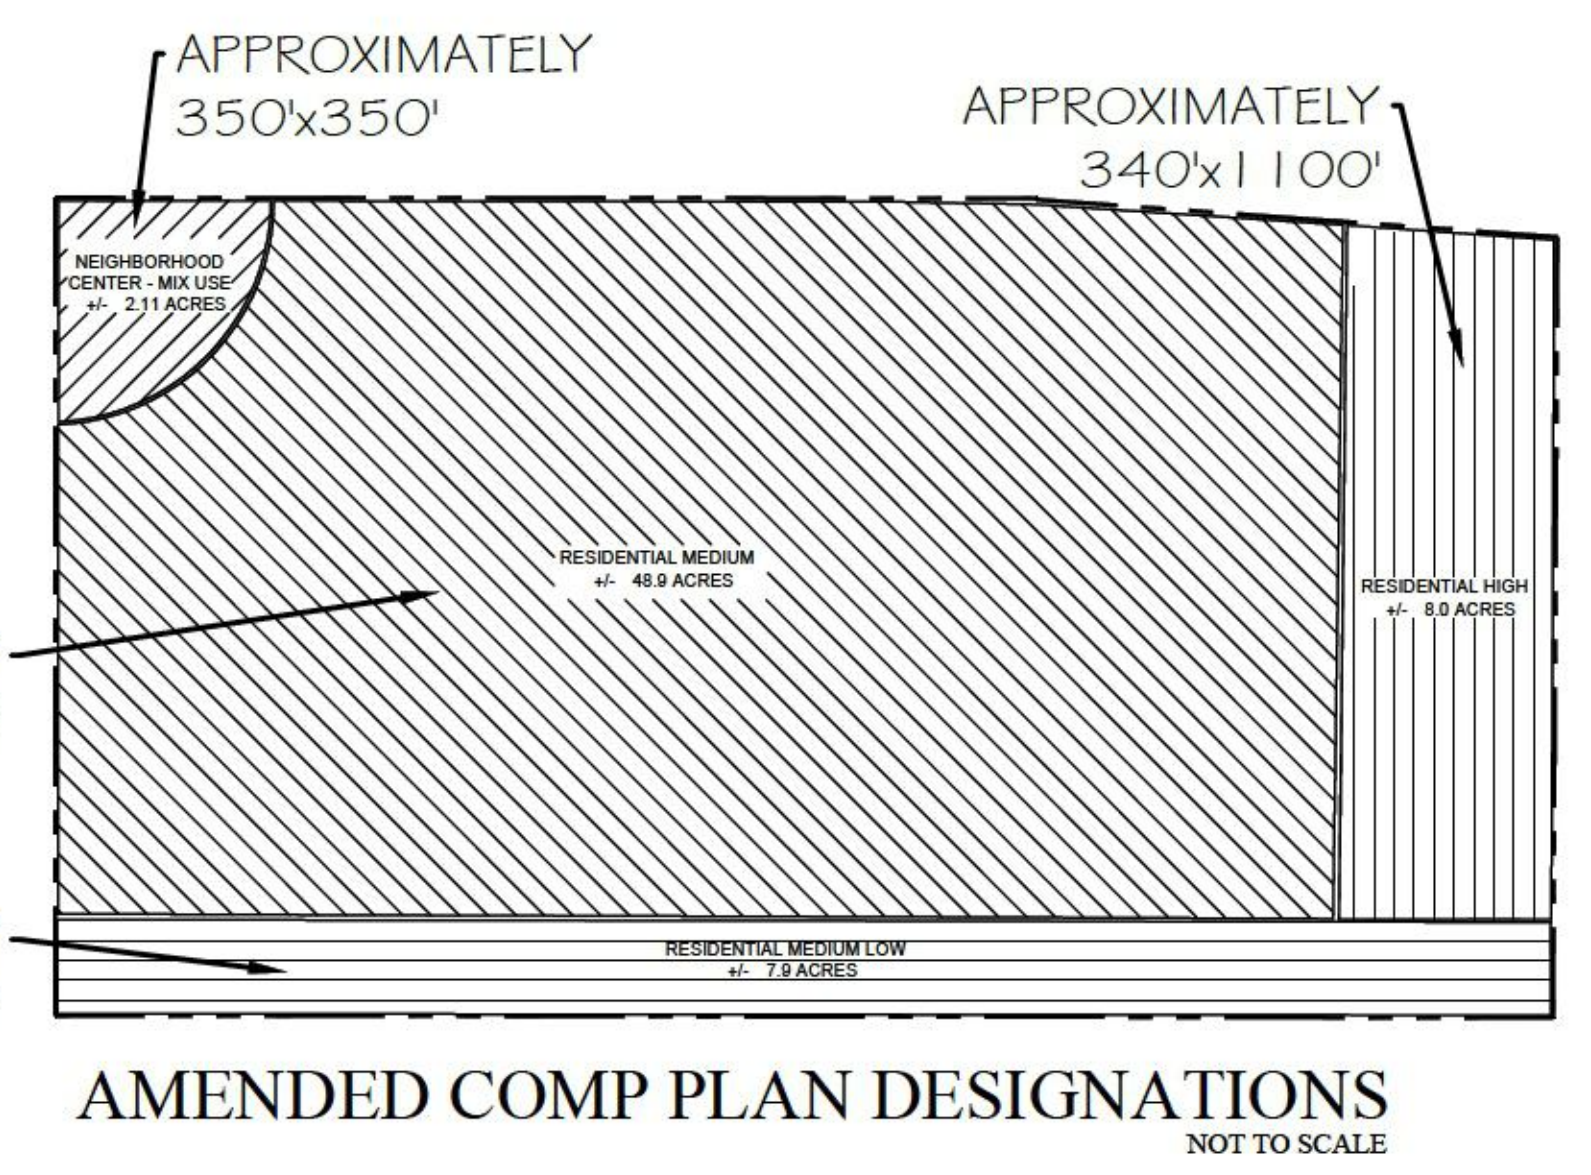 APPROXIMATELY
350'x350'
APPROXIMATELY
340'x1100'
NEIGHBORHOOD
CENTER - MIX USE
+/- 2.11 ACRES
RESIDENTIAL MEDIUM
+/- 48.9 ACRES
RESIDENTIAL HIGH
+/- 8.0 ACRES
RESIDENTIAL MEDIUM LOW
+/- 7.9 ACRES
AMENDED COMP PLAN DESIGNATIONS
NOT TO SCALE